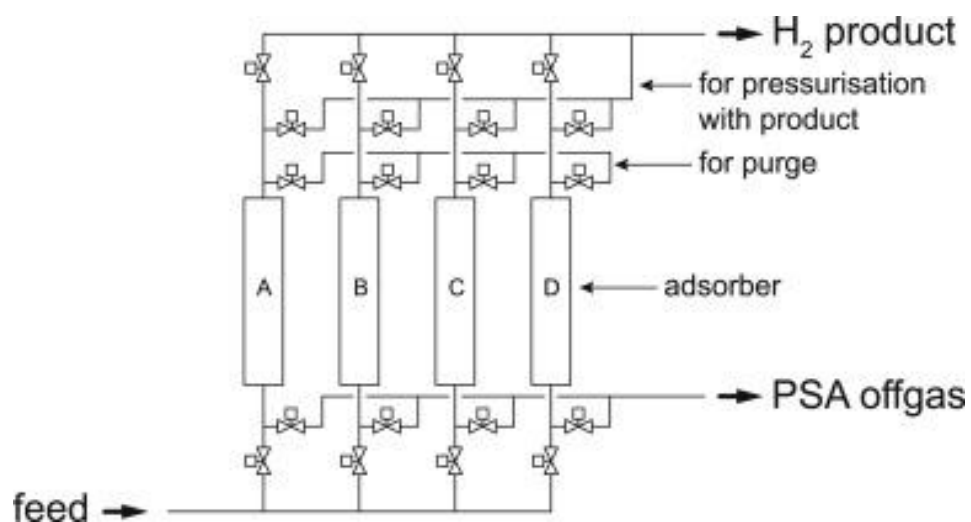 H₂ product
for pressurisation
with product
for purge
A B C D
adsorber
PSA offgas
feed